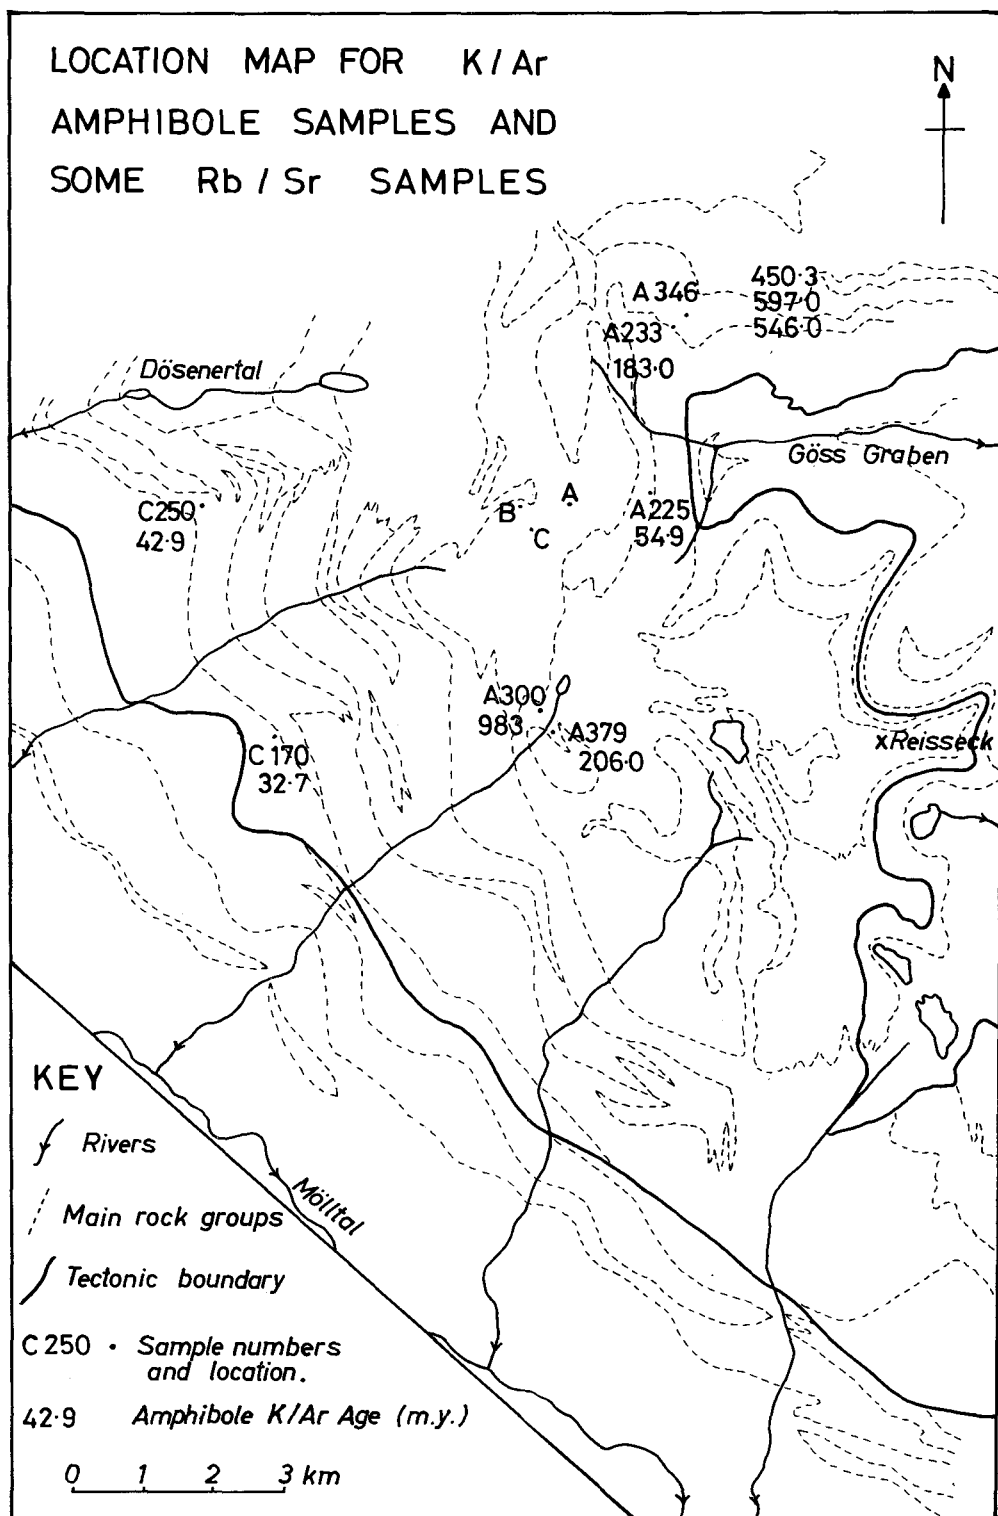 LOCATION MAP FOR K/Ar
AMPHIBOLE SAMPLES AND
SOME Rb/Sr SAMPLES
N
450·3
A 346
597·0
A233
546·0
183·0
Dösenertal
Göss Graben
A
C250
B
A225
42·9
C
54·9
A300
983
A379
206·0
xReisseck
C 170
32·7
KEY
Rivers
Mölltal
Main rock groups
Tectonic boundary
C 250 · Sample numbers
and location.
42·9 Amphibole K/Ar Age (m.y.)
0 1 2 3 km